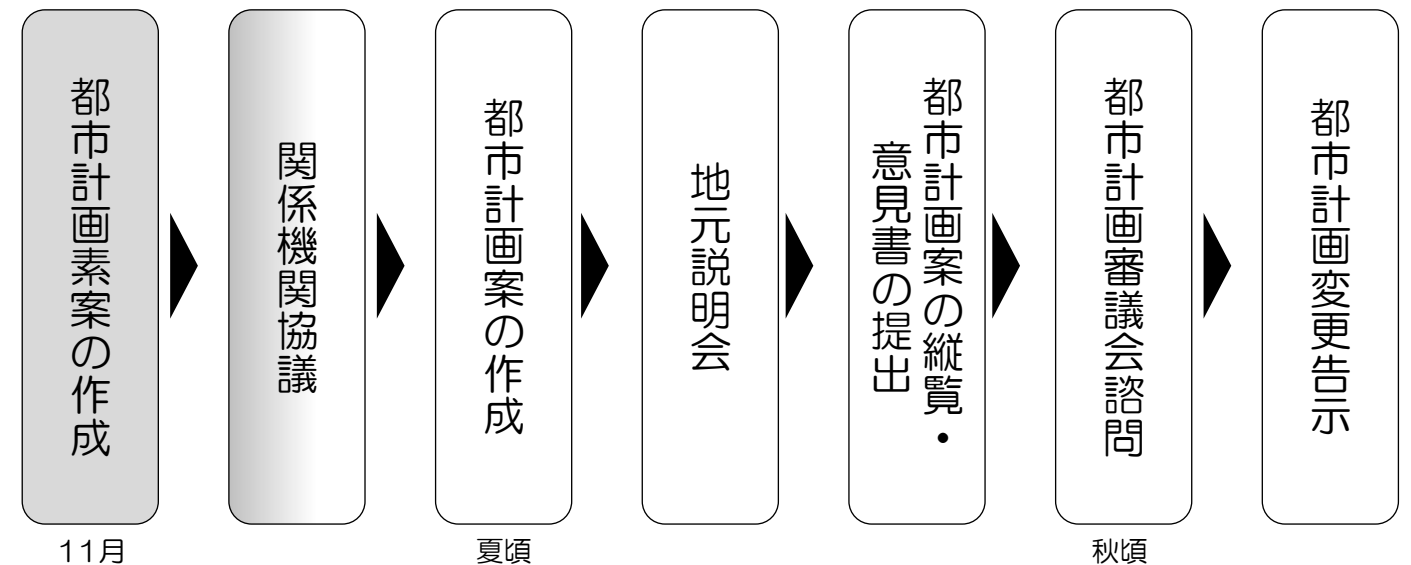 都市計画素案の作成
関係機関協議
都市計画案の作成
地元説明会
都市計画案の縦覧・
意見書の提出
都市計画審議会諮問
都市計画変更告示
11月
夏頃
秋頃